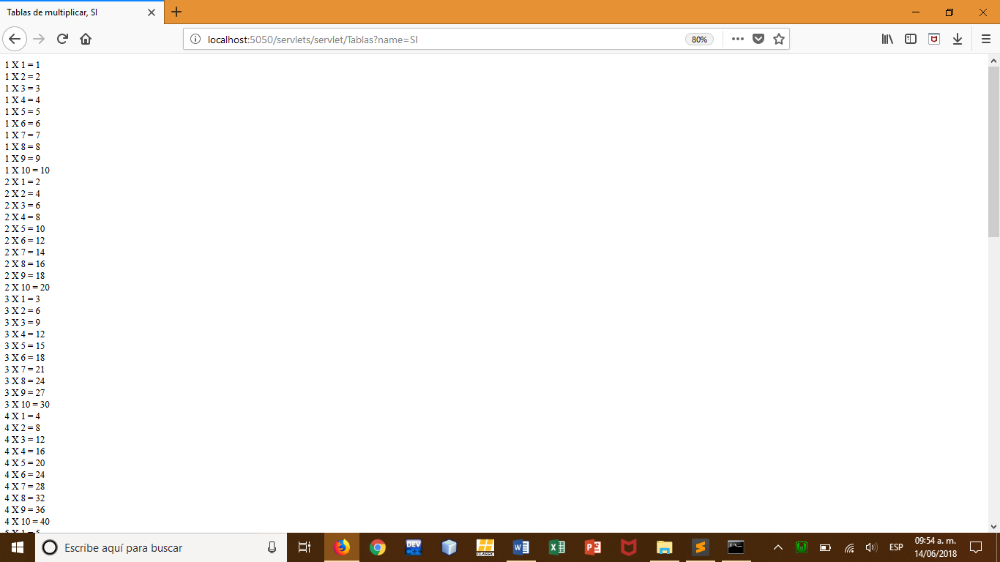 Tablas de multiplicar, SI
localhost:5050/servlets/servlet/Tablas?name=SI
80%
1 X 1 = 1
1 X 2 = 2
1 X 3 = 3
1 X 4 = 4
1 X 5 = 5
1 X 6 = 6
1 X 7 = 7
1 X 8 = 8
1 X 9 = 9
1 X 10 = 10
2 X 1 = 2
2 X 2 = 4
2 X 3 = 6
2 X 4 = 8
2 X 5 = 10
2 X 6 = 12
2 X 7 = 14
2 X 8 = 16
2 X 9 = 18
2 X 10 = 20
3 X 1 = 3
3 X 2 = 6
3 X 3 = 9
3 X 4 = 12
3 X 5 = 15
3 X 6 = 18
3 X 7 = 21
3 X 8 = 24
3 X 9 = 27
3 X 10 = 30
4 X 1 = 4
4 X 2 = 8
4 X 3 = 12
4 X 4 = 16
4 X 5 = 20
4 X 6 = 24
4 X 7 = 28
4 X 8 = 32
4 X 9 = 36
4 X 10 = 40
5 X 1 = 5
Escribe aquí para buscar
DEV
CLASSIC
ESP
09:54 a. m.
14/06/2018